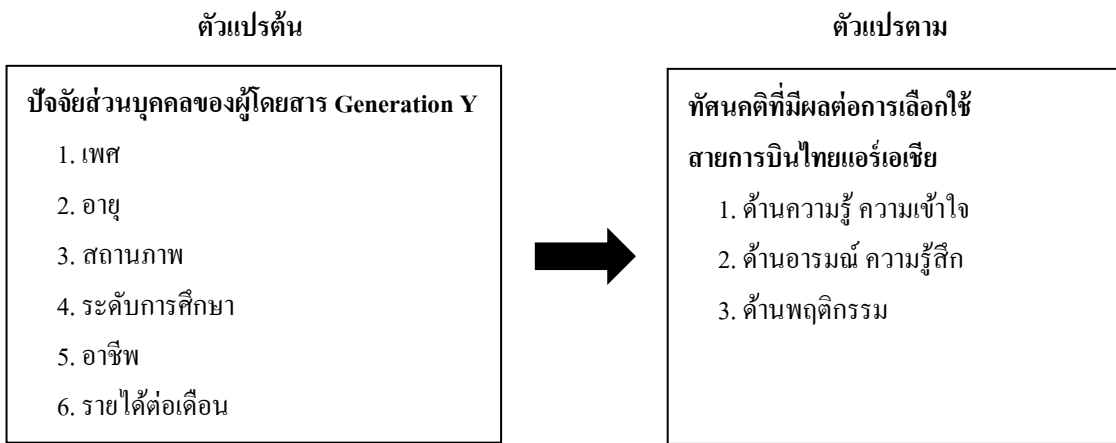 ตัวแปรต้น
ตัวแปรตาม
ปัจจัยส่วนบุคคลของผู้โดยสาร Generation Y
1. เพศ
2. อายุ
3. สถานภาพ
4. ระดับการศึกษา
5. อาชีพ
6. รายได้ต่อเดือน
ทัศนคติที่มีผลต่อการเลือกใช้
สายการบินไทยแอร์เอเชีย
1. ด้านความรู้ ความเข้าใจ
2. ด้านอารมณ์ ความรู้สึก
3. ด้านพฤติกรรม